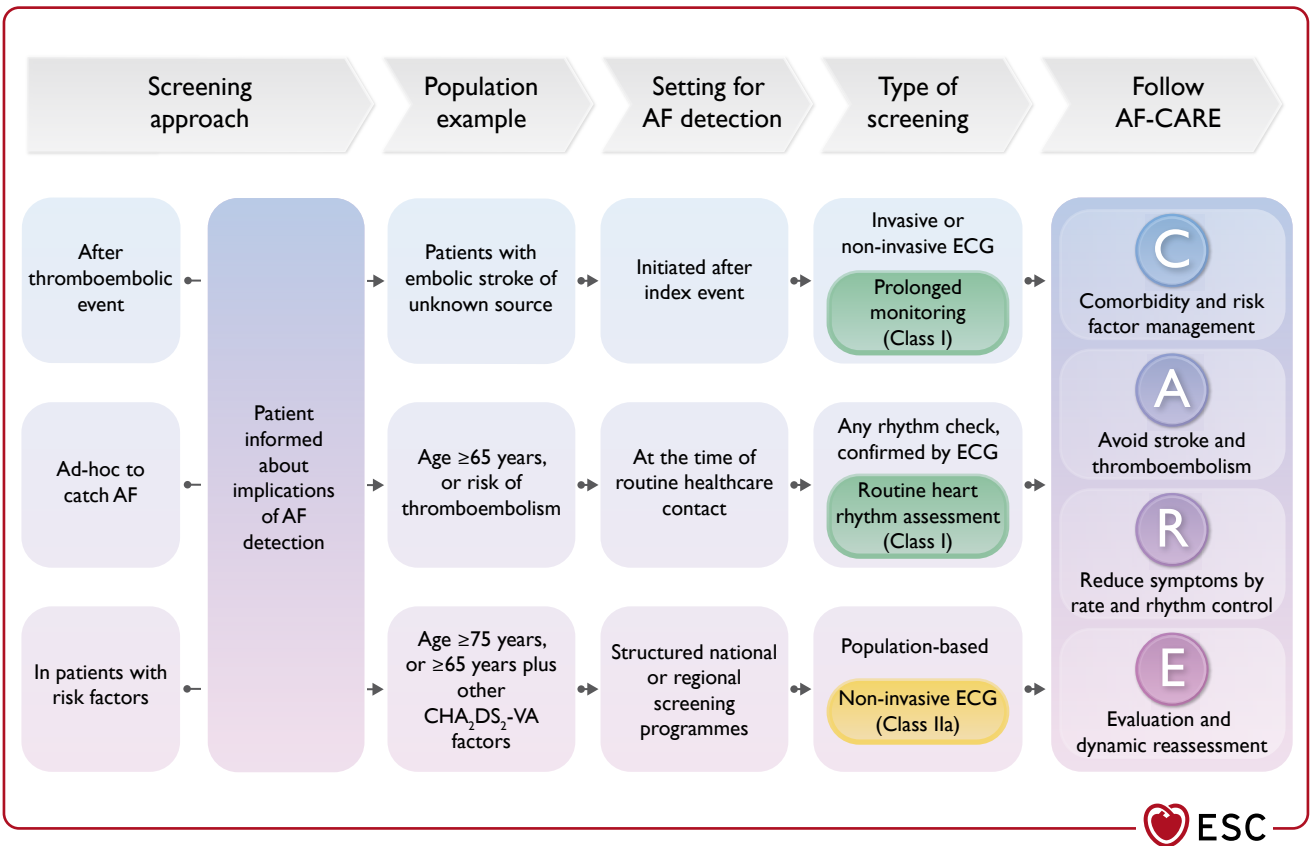 Screening
approach
Population
example
Setting for
AF detection
Type of
screening
Follow
AF-CARE
After
thromboembolic
event
Patient
informed
about
implications
of AF
detection
Patients with
embolic stroke of
unknown source
Initiated after
index event
Invasive or
non-invasive ECG
Prolonged
monitoring
(Class I)
Ad-hoc to
catch AF
Age ≥65 years,
or risk of
thromboembolism
At the time of
routine healthcare
contact
Any rhythm check,
confirmed by ECG
Routine heart
rhythm assessment
(Class I)
In patients with
risk factors
Age ≥75 years,
or ≥65 years plus
other
CHA₂DS₂-VA
factors
Structured national
or regional
screening
programmes
Population-based
Non-invasive ECG
(Class IIa)
C
Comorbidity and risk
factor management
A
Avoid stroke and
thromboembolism
R
Reduce symptoms by
rate and rhythm control
E
Evaluation and
dynamic reassessment
ESC